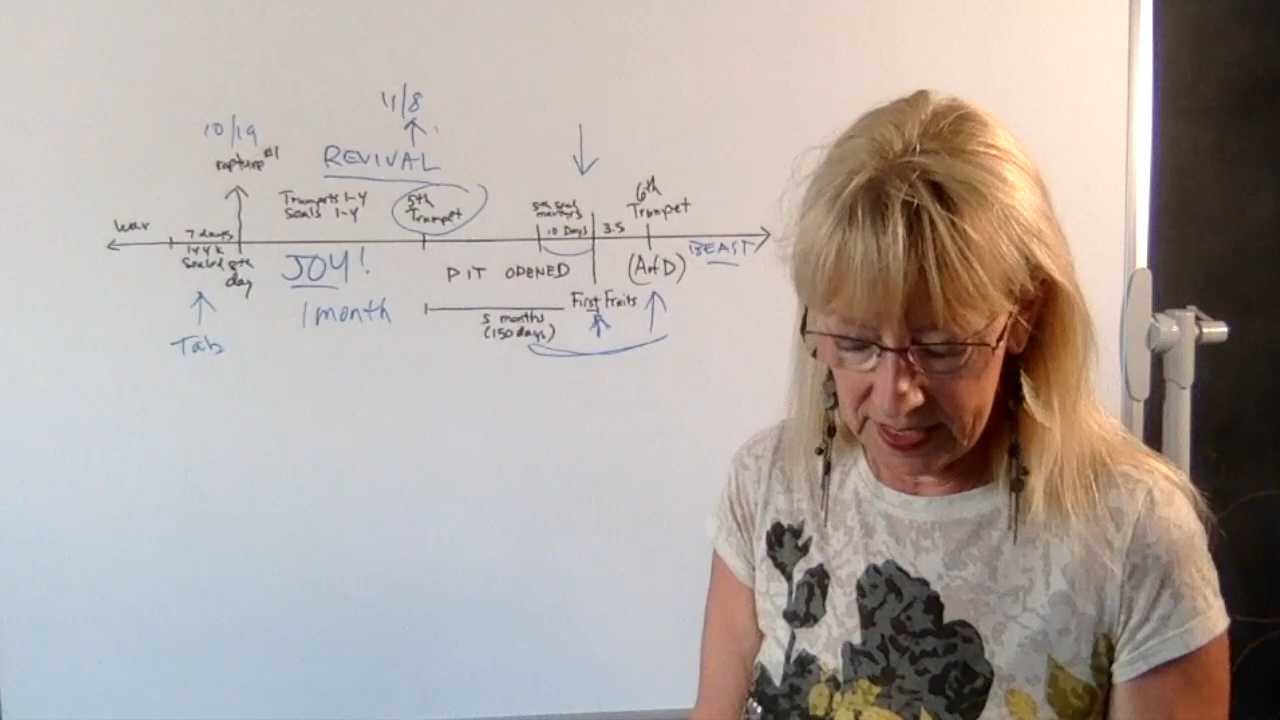 11/8
10/19
rapture #1
REVIVAL
Trumpets 1-4
Seals 1-4
5th
Trumpet
5th Seal
martyrs
6th
Trumpet
war
7 days
10 Days
3.5
144k
Sealed 8th
day
JOY!
PIT OPENED
(AofD)
BEAST
1 month
First Fruits
5 months
(150 days)
Tab